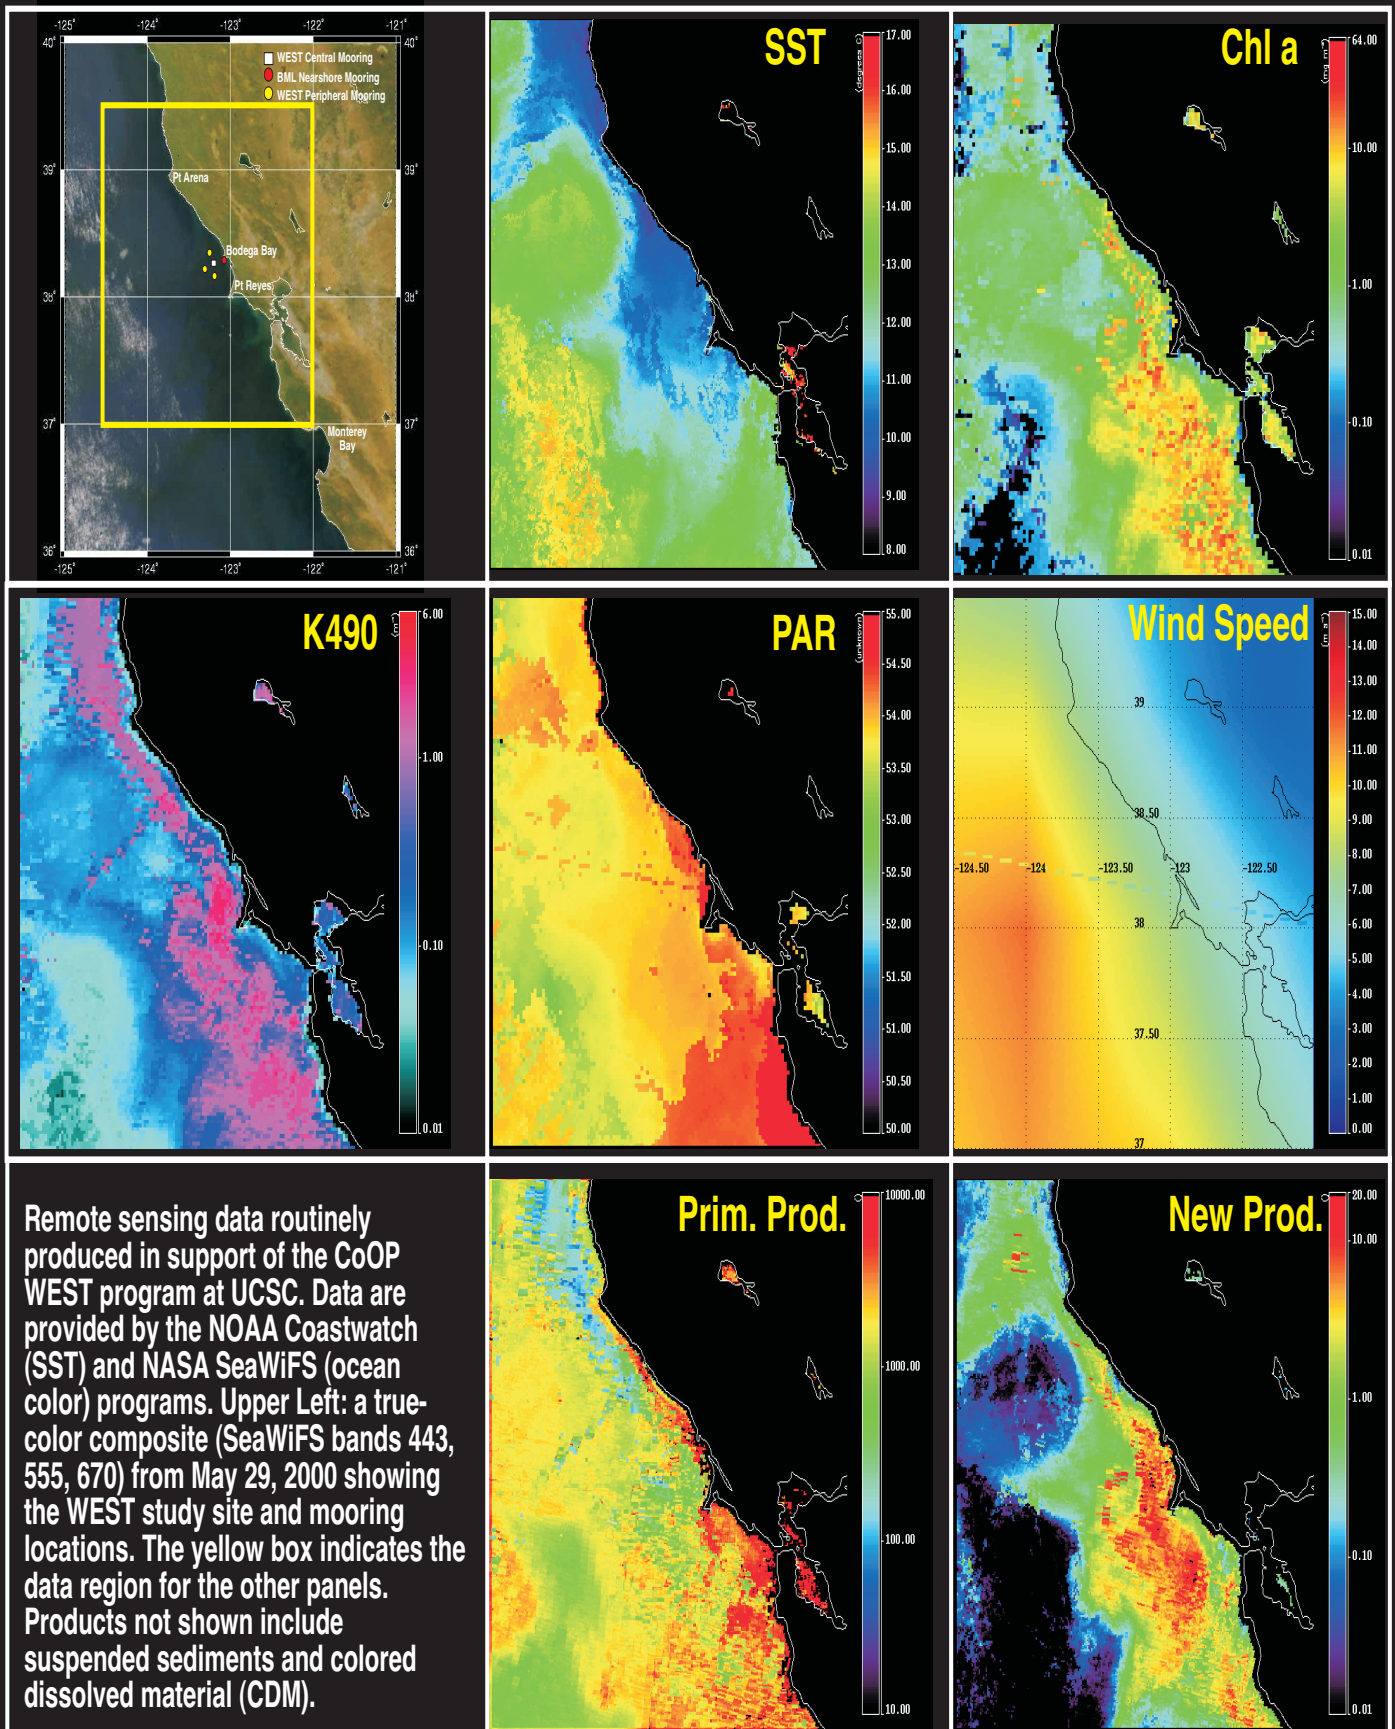 -125°
-124°
-123°
-122°
-121°
40°
40°
WEST Central Mooring
BML Nearshore Mooring
WEST Peripheral Mooring
39°
39°
Pt Arena
Bodega Bay
Pt Reyes
38°
38°
37°
37°
Monterey
Bay
36°
36°
-125°
-124°
-123°
-122°
-121°
SST
(degrees C)
17.00
16.00
15.00
14.00
13.00
12.00
11.00
10.00
9.00
8.00
Chl a
64.00
10.00
1.00
0.10
0.01
K490
6.00
1.00
0.10
0.01
PAR
(unknown)
55.00
54.50
54.00
53.50
53.00
52.50
52.00
51.50
51.00
50.50
50.00
Wind Speed
39
38.50
-124.50
-124
-123.50
-123
-122.50
38
37.50
37
15.00
14.00
13.00
12.00
11.00
10.00
9.00
8.00
7.00
6.00
5.00
4.00
3.00
2.00
1.00
0.00
Remote sensing data routinely
produced in support of the CoOP
WEST program at UCSC. Data are
provided by the NOAA Coastwatch
(SST) and NASA SeaWiFS (ocean
color) programs. Upper Left: a true-
color composite (SeaWiFS bands 443,
555, 670) from May 29, 2000 showing
the WEST study site and mooring
locations. The yellow box indicates the
data region for the other panels.
Products not shown include
suspended sediments and colored
dissolved material (CDM).
Prim. Prod.
10000.00
1000.00
100.00
10.00
New Prod.
20.00
10.00
1.00
0.10
0.01